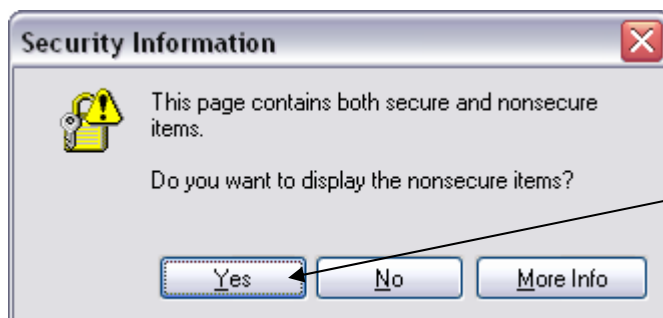 Security Information
This page contains both secure and nonsecure
items.
Do you want to display the nonsecure items?
Yes
No
More Info